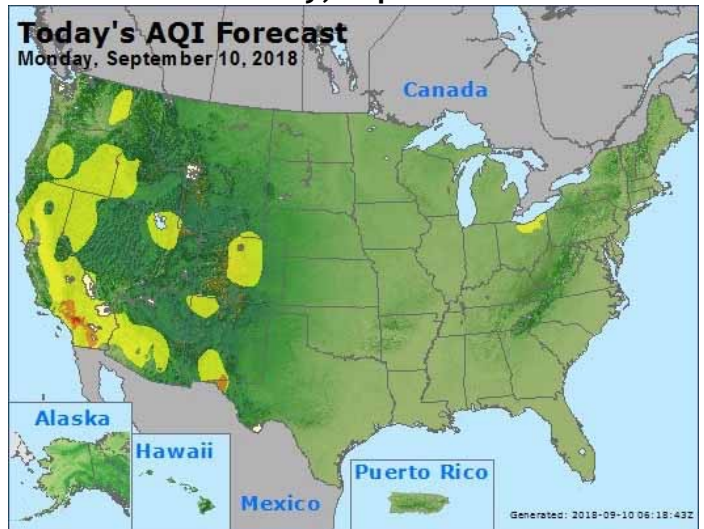 Today's AQI Forecast
Monday, September 10, 2018
Canada
Alaska
Hawaii
Mexico
Puerto Rico
Generated: 2018-09-10 06:18:43Z